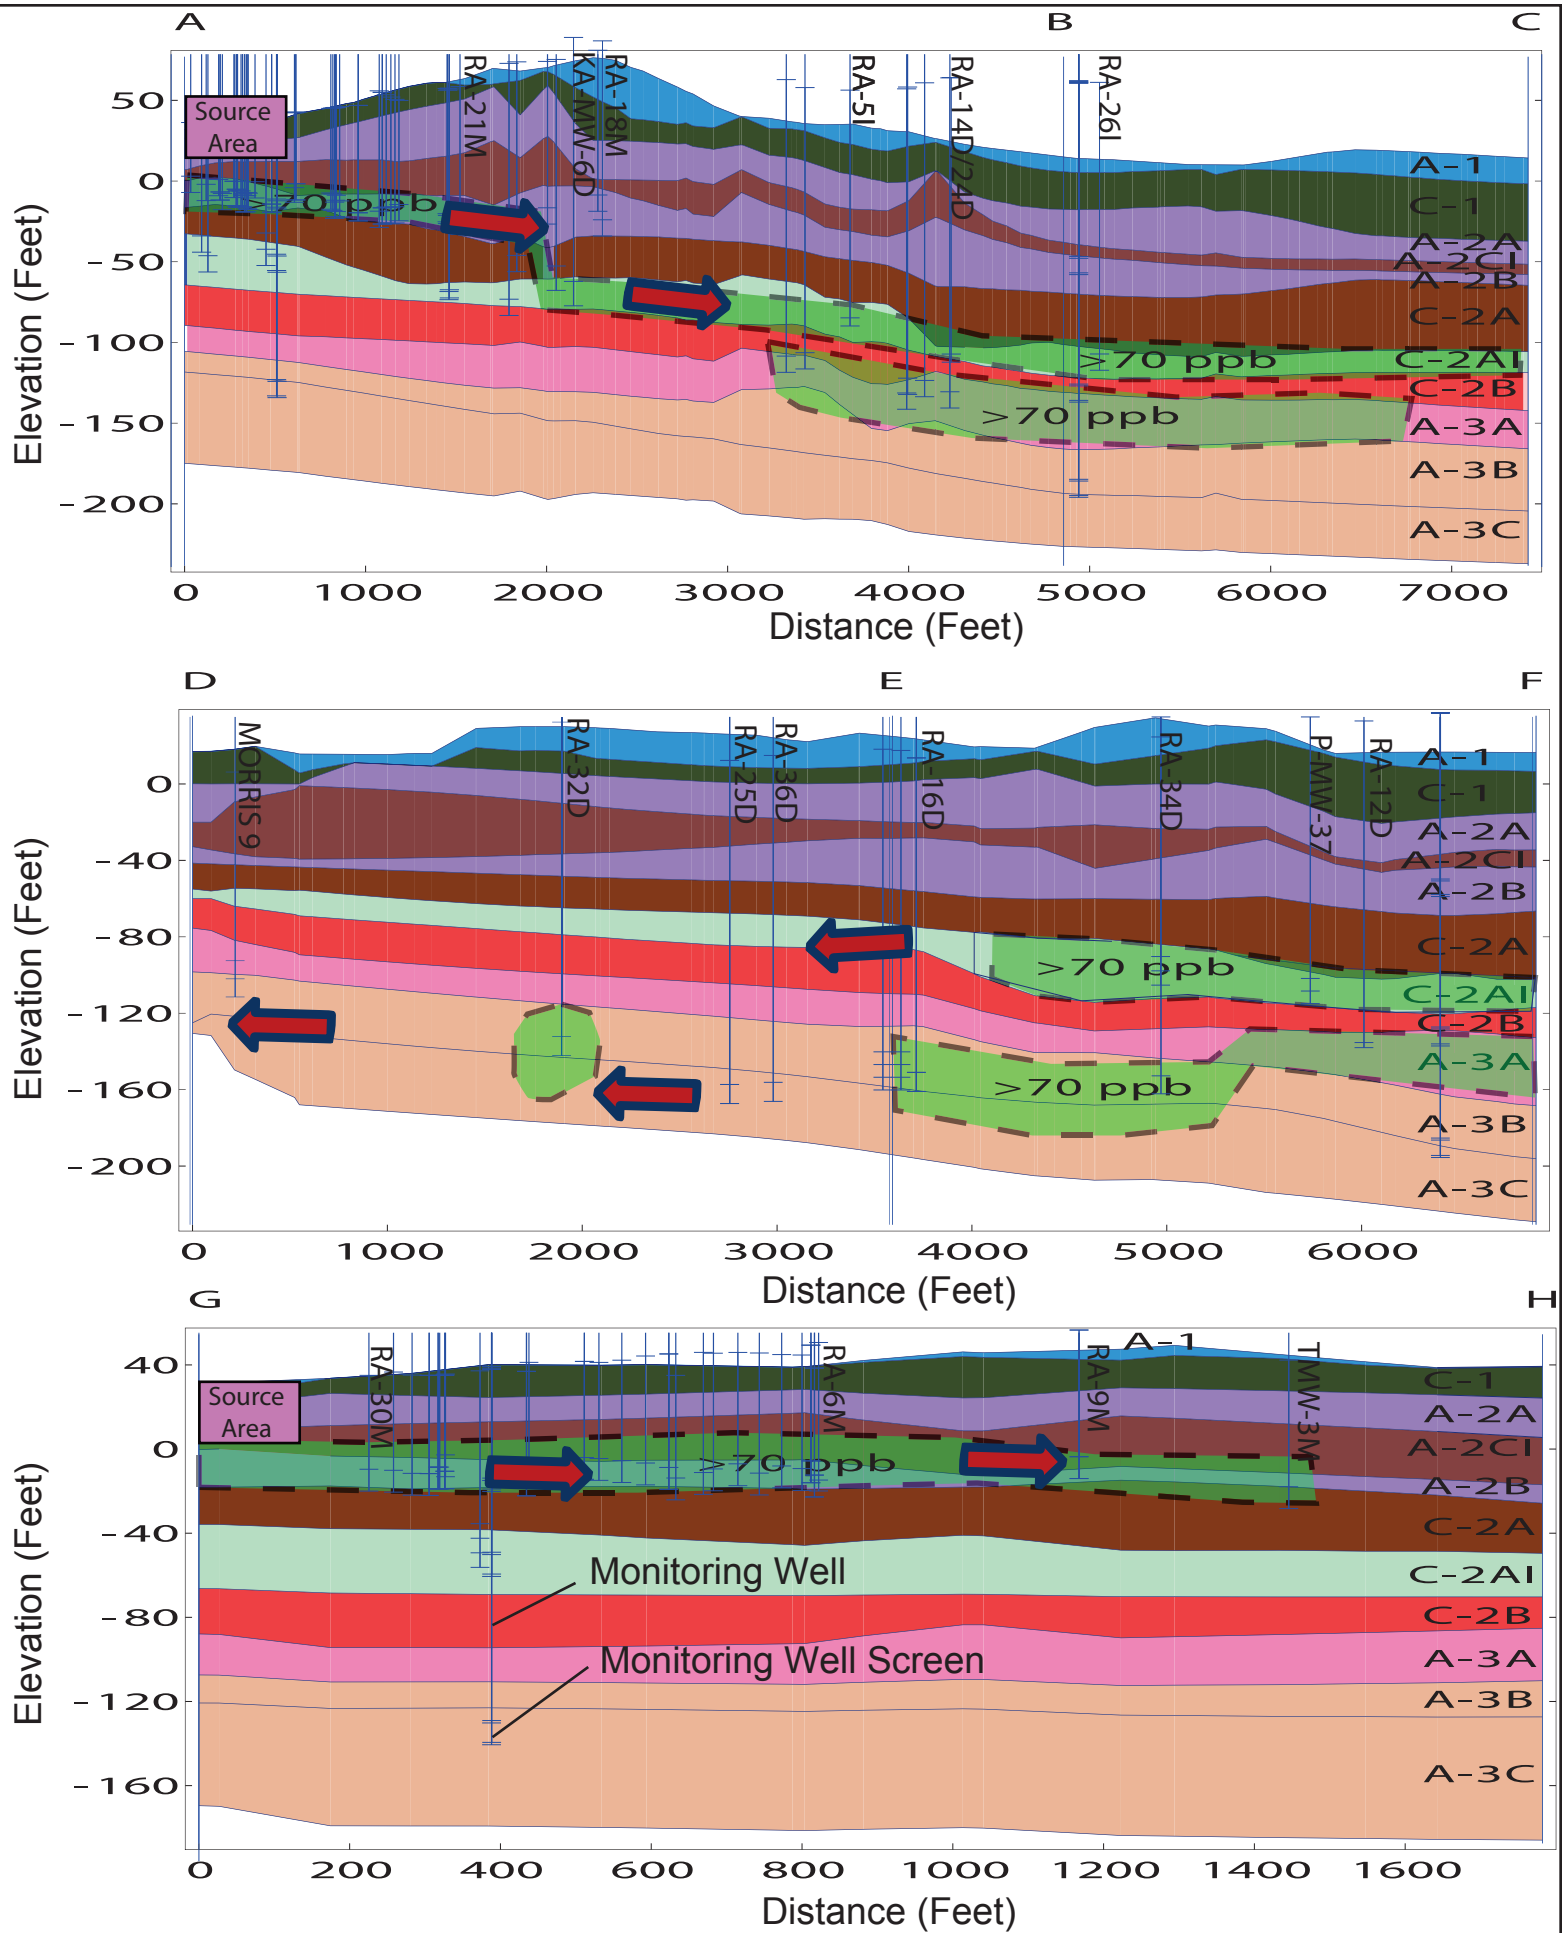 A B C
RA-21M
KA-MW-6D
RA-18M
RA-5I
RA-14D/24D
RA-26I
Source
Area
>70 ppb
>70 ppb
>70 ppb
A-1
C-1
A-2A
A-2CI
A-2B
C-2A
C-2AI
C-2B
A-3A
A-3B
A-3C
50
0
-50
-100
-150
-200
Elevation (Feet)
0 1000 2000 3000 4000 5000 6000 7000
Distance (Feet)
D E F
MORRIS 9
RA-32D
RA-25D
RA-36D
RA-16D
RA-34D
P-MW-37
RA-12D
>70 ppb
>70 ppb
A-1
C-1
A-2A
A-2CI
A-2B
C-2A
C-2AI
C-2B
A-3A
A-3B
A-3C
0
-40
-80
-120
-160
-200
Elevation (Feet)
0 1000 2000 3000 4000 5000 6000
Distance (Feet)
G H
RA-30M
RA-6M
RA-9M
TMW-3M
Source
Area
>70 ppb
Monitoring Well
Monitoring Well Screen
A-1
C-1
A-2A
A-2CI
A-2B
C-2A
C-2AI
C-2B
A-3A
A-3B
A-3C
40
0
-40
-80
-120
-160
Elevation (Feet)
0 200 400 600 800 1000 1200 1400 1600
Distance (Feet)